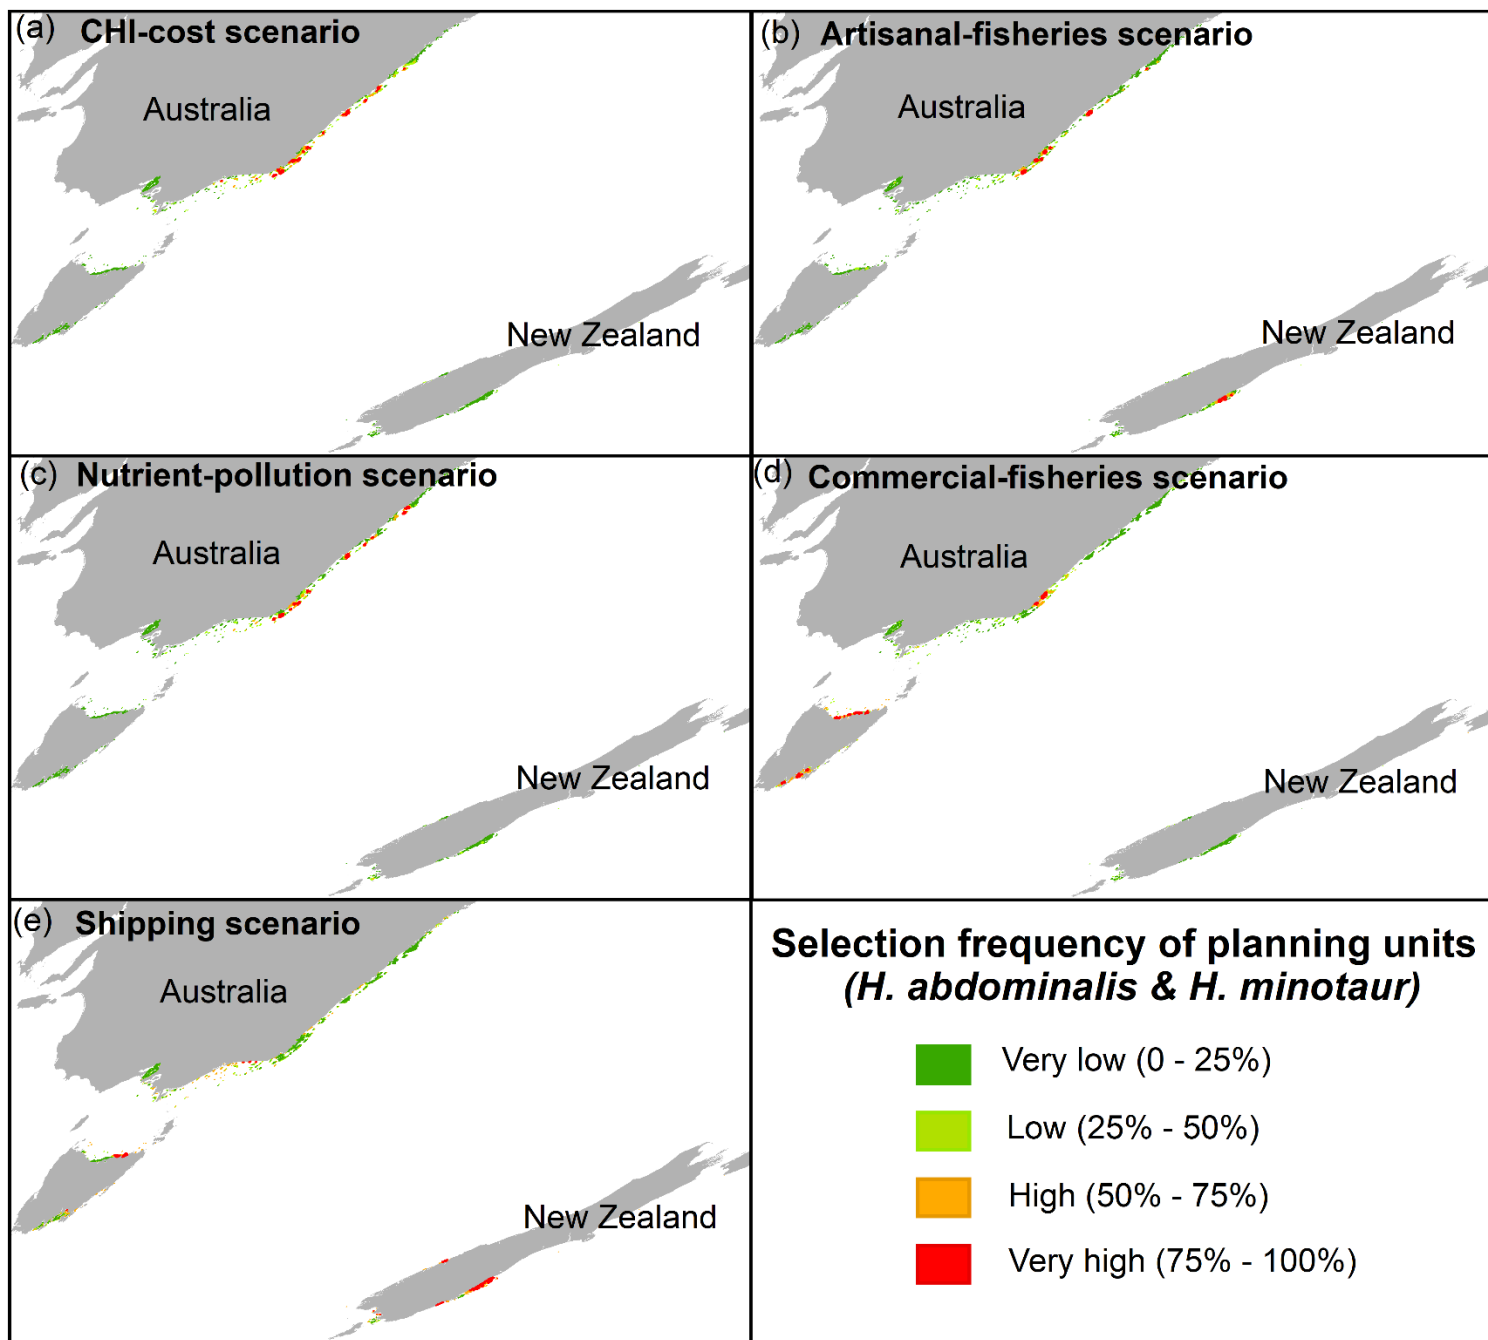 (a) CHI-cost scenario
Australia
New Zealand
(b) Artisanal-fisheries scenario
Australia
New Zealand
(c) Nutrient-pollution scenario
Australia
New Zealand
(d) Commercial-fisheries scenario
Australia
New Zealand
(e) Shipping scenario
Australia
New Zealand
Selection frequency of planning units
(H. abdominalis & H. minotaur)
Very low (0 - 25%)
Low (25% - 50%)
High (50% - 75%)
Very high (75% - 100%)